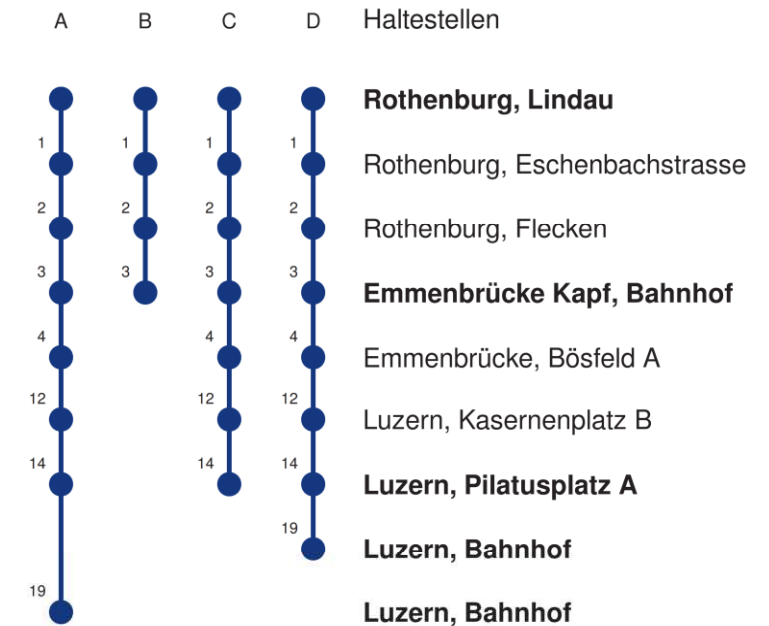 A B C D Haltestellen
Rothenburg, Lindau
1 1 1 1
Rothenburg, Eschenbachstrasse
2 2 2 2
Rothenburg, Flecken
3 3 3 3
Emmenbrücke Kapf, Bahnhof
4 4 4
Emmenbrücke, Bösfeld A
12 12 12
Luzern, Kasernenplatz B
14 14 14
Luzern, Pilatusplatz A
19
Luzern, Bahnhof
19
Luzern, Bahnhof